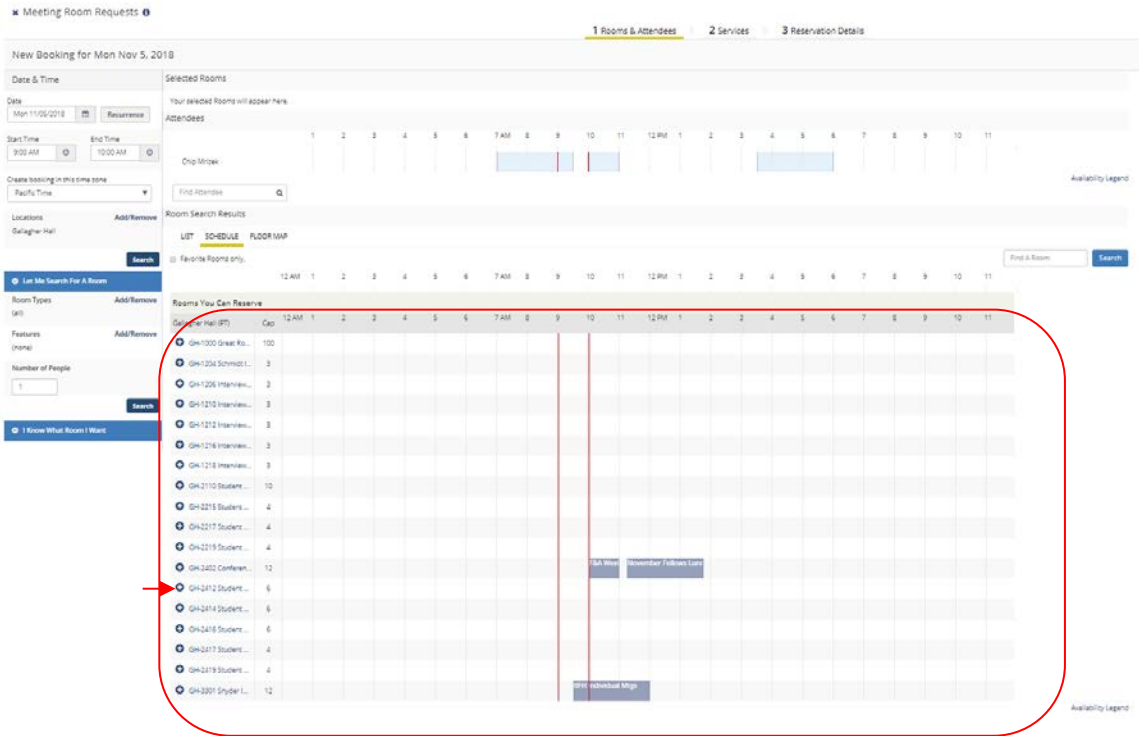 ✖ Meeting Room Requests
1 Rooms & Attendees 2 Services 3 Reservation Details
New Booking for Mon Nov 5, 2018
Date & Time
Date
Mon 11/05/2018 Recurrence
Start Time End Time
9:00 AM 10:00 AM
Create booking in this time zone
Pacific Time
Locations Add/Remove
Gallagher Hall
Search
Let Me Search For A Room
Room Types Add/Remove
(all)
Features Add/Remove
(none)
Number of People
1
Search
I Know What Room I Want
Selected Rooms
Your selected Rooms will appear here.
Attendees
1 2 3 4 5 6 7 AM 8 9 10 11 12 PM 1 2 3 4 5 6 7 8 9 10 11
Chip Mrizek
Availability Legend
Find Attendee
Room Search Results
LIST SCHEDULE FLOOR MAP
Favorite Rooms only.
Find A Room Search
12 AM 1 2 3 4 5 6 7 AM 8 9 10 11 12 PM 1 2 3 4 5 6 7 8 9 10 11
Rooms You Can Reserve
Gallagher Hall (PT) Cap 12 AM 1 2 3 4 5 6 7 AM 8 9 10 11 12 PM 1 2 3 4 5 6 7 8 9 10 11
GH-1000 Great Ro... 100
GH-1204 Schmidt I... 3
GH-1206 Interview... 3
GH-1210 Interview... 3
GH-1212 Interview... 3
GH-1216 Interview... 3
GH-1218 Interview... 3
GH-2110 Student ... 10
GH-2215 Student ... 4
GH-2217 Student ... 4
GH-2219 Student ... 4
GH-2402 Conferen... 12 November Fellows Lunc
GH-2412 Student ... 6
GH-2414 Student ... 6
GH-2416 Student ... 6
GH-2417 Student ... 4
GH-2419 Student ... 4
GH-3301 Snyder I... 12 Individual Mtgs
Availability Legend